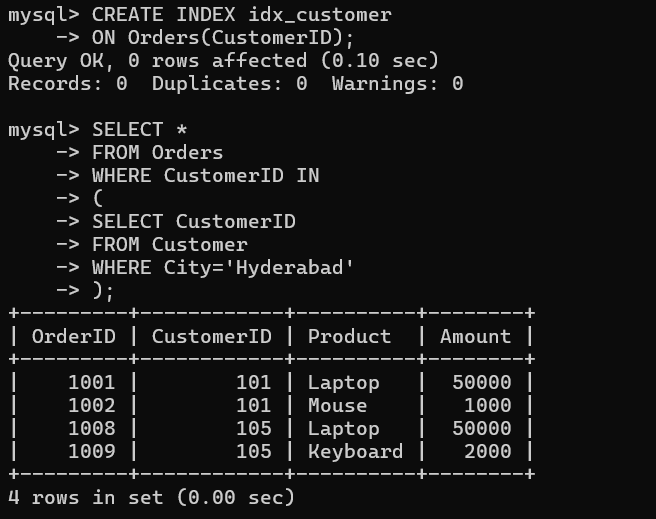 mysql> CREATE INDEX idx_customer
    -> ON Orders(CustomerID);
Query OK, 0 rows affected (0.10 sec)
Records: 0  Duplicates: 0  Warnings: 0

mysql> SELECT *
    -> FROM Orders
    -> WHERE CustomerID IN
    -> (
    -> SELECT CustomerID
    -> FROM Customer
    -> WHERE City='Hyderabad'
    -> );
+---------+------------+----------+--------+
| OrderID | CustomerID | Product  | Amount |
+---------+------------+----------+--------+
|    1001 |        101 | Laptop   |  50000 |
|    1002 |        101 | Mouse    |   1000 |
|    1008 |        105 | Laptop   |  50000 |
|    1009 |        105 | Keyboard |   2000 |
+---------+------------+----------+--------+
4 rows in set (0.00 sec)